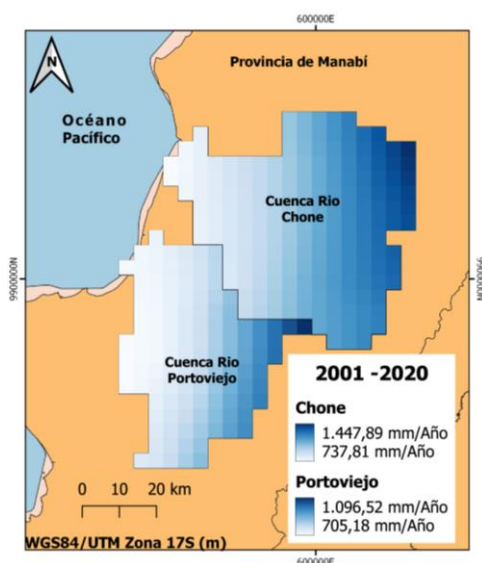 600000E
N
Provincia de Manabí
Océano
Pacífico
Cuenca Rio
Chone
9900000N
9900000N
Cuenca Rio
Portoviejo
2001 -2020
Chone
1.447,89 mm/Año
737,81 mm/Año
Portoviejo
1.096,52 mm/Año
705,18 mm/Año
0 10 20 km
WGS84/UTM Zona 17S (m)
600000E